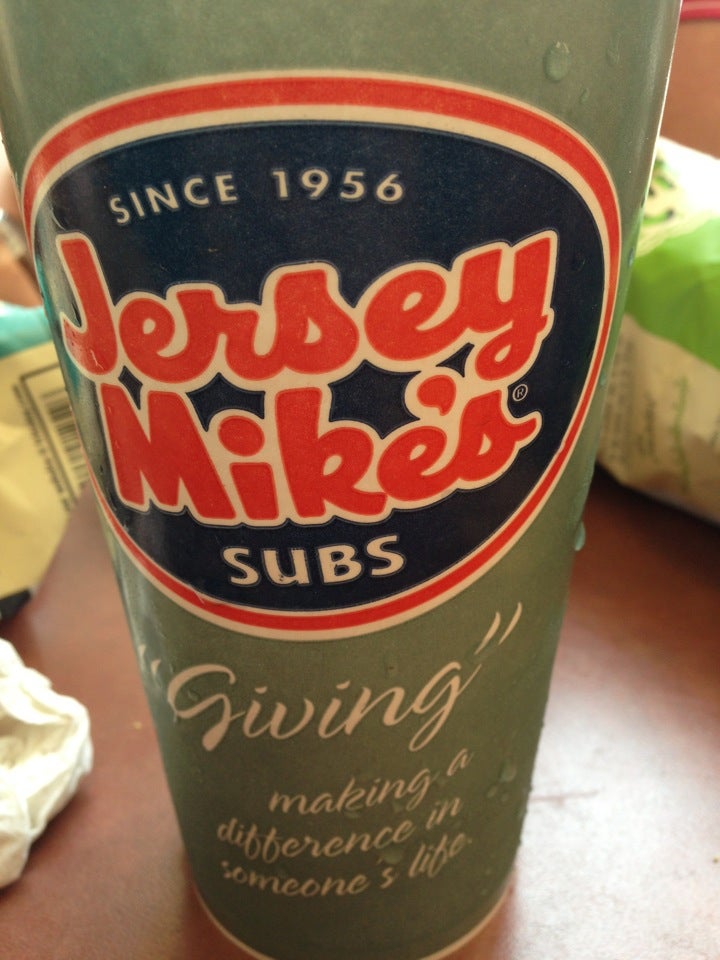 SINCE 1956
Jersey
Mike's
®
SUBS
"Giving"
making a
difference in
someone's life.